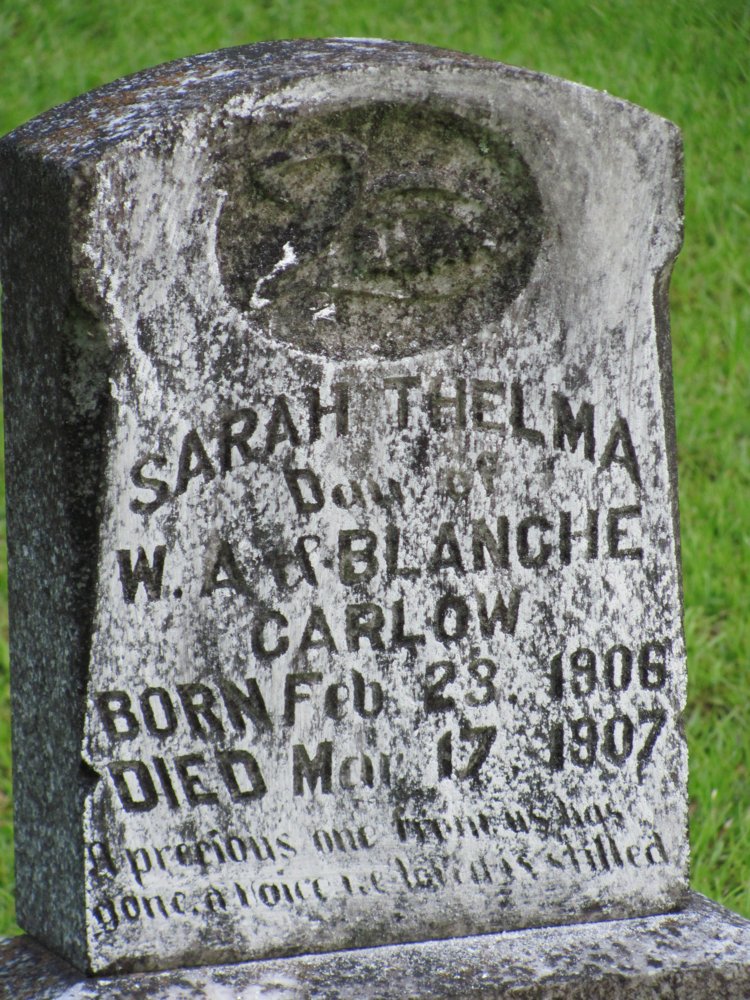 SARAH THELMA
Dau. of
W. A. & BLANCHE
CARLOW
BORN Feb 23. 1906
DIED Mar 17 1907
A precious one from us has
gone, a voice we loved is stilled